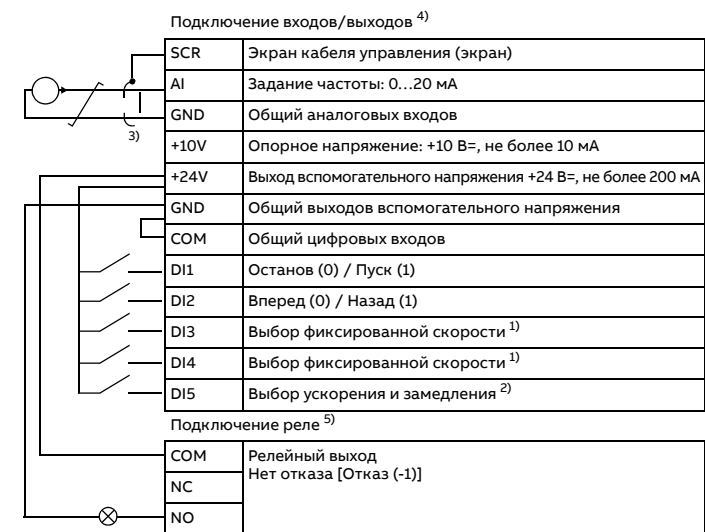 Подключение входов/выходов 4)
SCR Экран кабеля управления (экран)
AI Задание частоты: 0…20 мА
GND Общий аналоговых входов
3)
+10V Опорное напряжение: +10 В=, не более 10 мА
+24V Выход вспомогательного напряжения +24 В=, не более 200 мА
GND Общий выходов вспомогательного напряжения
COM Общий цифровых входов
DI1 Останов (0) / Пуск (1)
DI2 Вперед (0) / Назад (1)
DI3 Выбор фиксированной скорости 1)
DI4 Выбор фиксированной скорости 1)
DI5 Выбор ускорения и замедления 2)
Подключение реле 5)
COM Релейный выход
Нет отказа [Отказ (-1)]
NC
NO